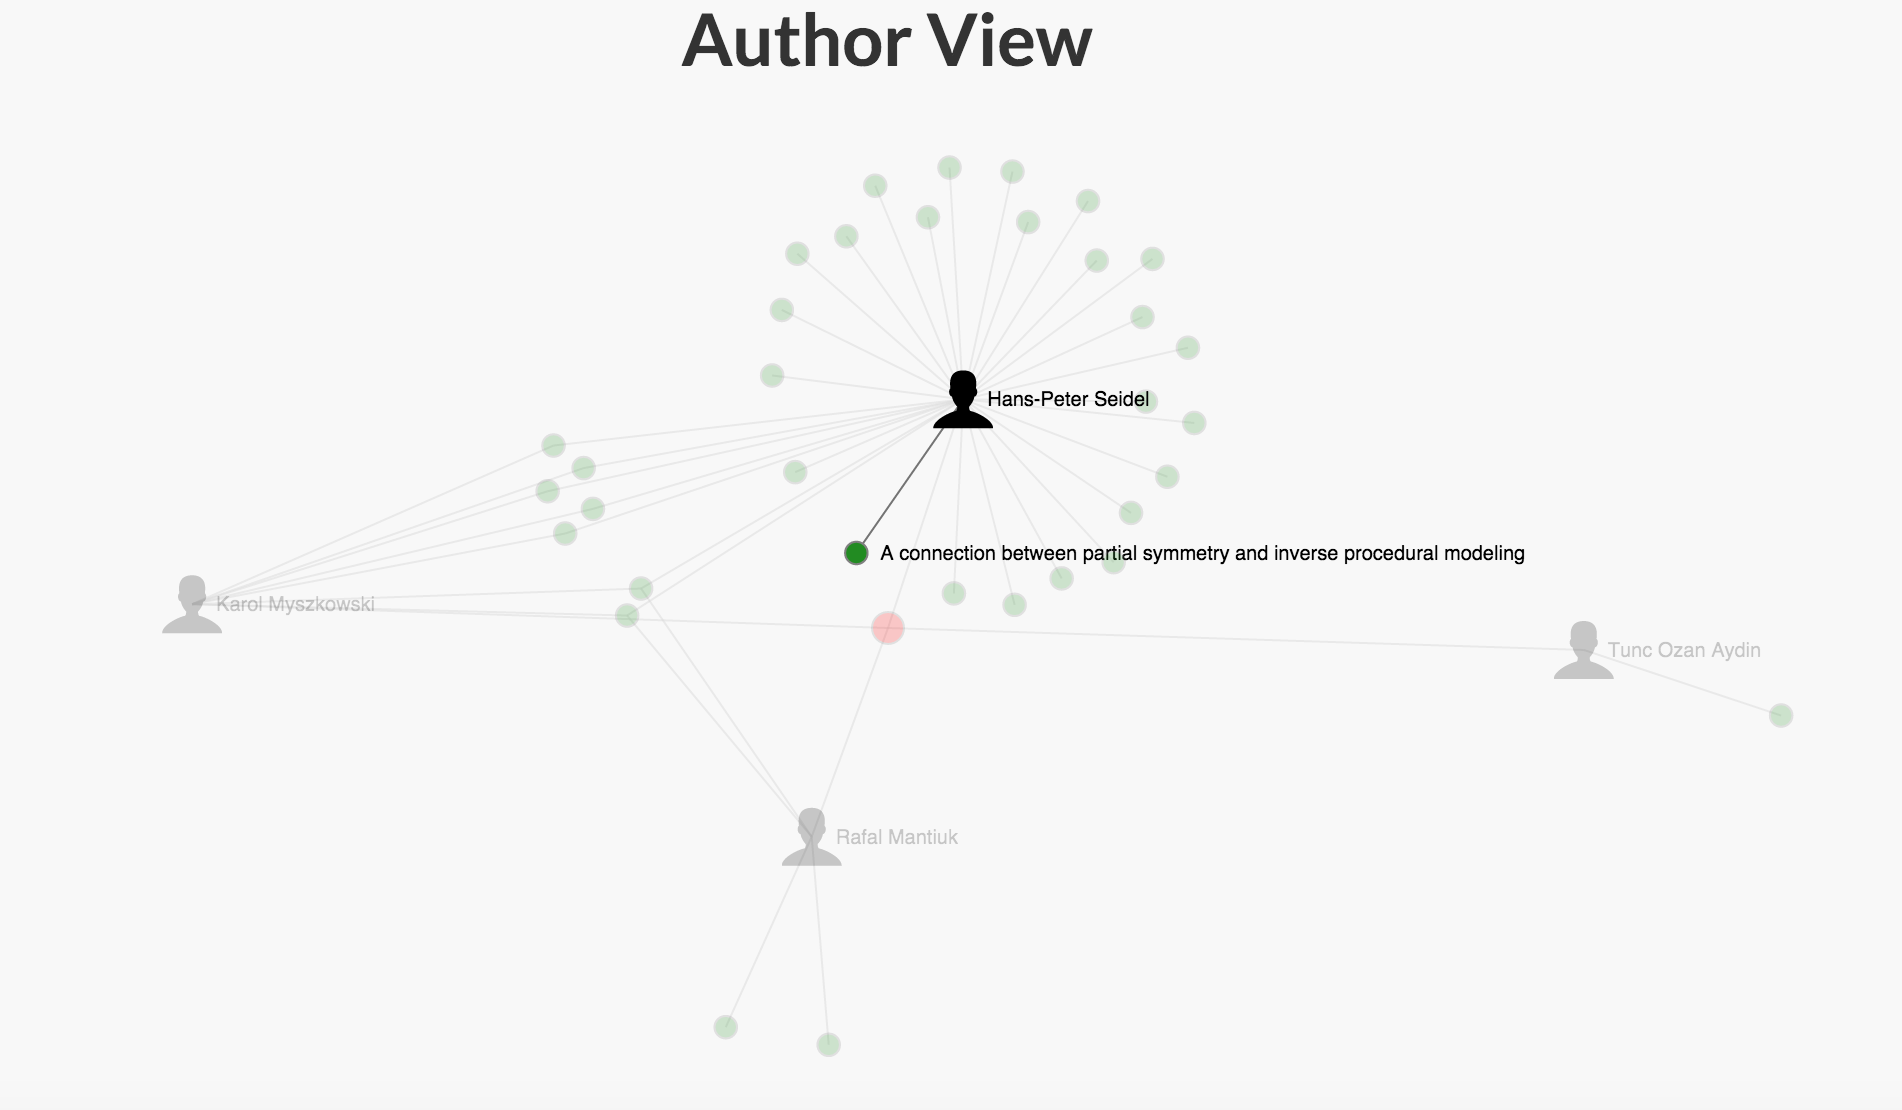 Author View
Hans-Peter Seidel
A connection between partial symmetry and inverse procedural modeling
Karol Myszkowski
Tunc Ozan Aydin
Rafal Mantiuk